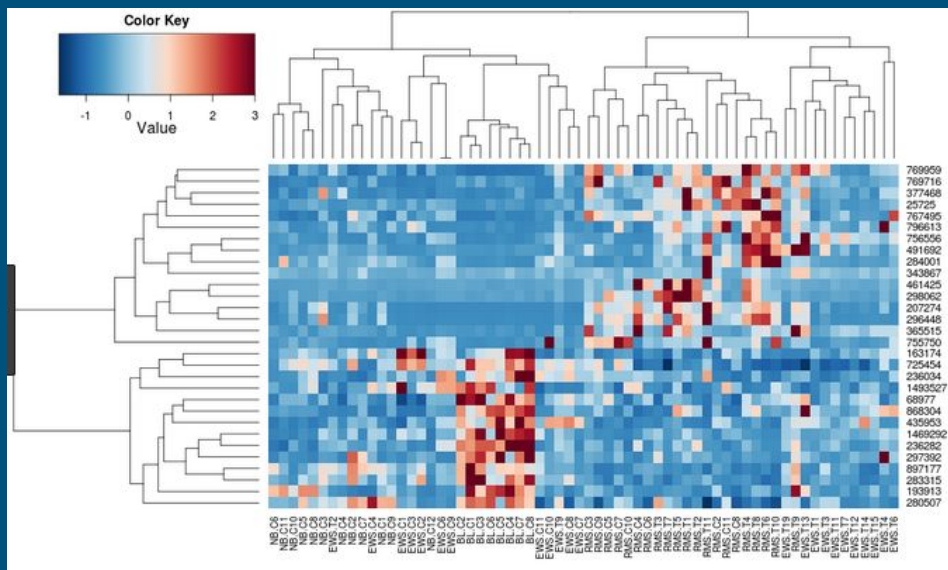 Color Key
-1 0 1 2 3
Value
769959
769716
377468
25725
767495
796613
756556
491692
284001
343867
461425
298062
207274
296448
365515
755750
163174
725454
236034
1493527
68977
868304
435953
1469292
236282
297392
897177
283315
193913
280507
NB.C6
NB.C11
NB.C10
NB.C5
NB.C8
NB.C3
EWS.T2
NB.C4
NB.C2
NB.C7
EWS.C4
NB.C1
NB.C9
EWS.C1
EWS.C3
EWS.C2
NB.C12
EWS.C6
EWS.C9
BL.C2
BL.C1
BL.C3
BL.C6
BL.C5
BL.C4
BL.C7
BL.C8
EWS.C11
EWS.C10
EWS.T9
EWS.C8
EWS.C7
RMS.C3
RMS.C9
RMS.C5
RMS.C7
RMS.C10
RMS.C4
RMS.C6
RMS.T3
RMS.T7
RMS.T5
RMS.T1
RMS.T2
RMS.T11
RMS.C2
RMS.C11
RMS.C8
RMS.T4
RMS.T8
RMS.T6
RMS.T10
EWS.T19
RMS.T9
EWS.T13
EWS.T1
EWS.T3
EWS.T11
EWS.T7
EWS.T12
EWS.T14
EWS.T15
EWS.T4
EWS.T6